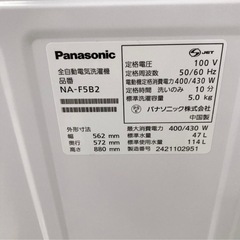 Panasonic
全自動電気洗濯機
品番
NA-F5B2
外形寸法
幅 562 mm
奥行 572 mm
高さ 880 mm
JET
定格電圧 100 V
定格周波数 50/60 Hz
電動機定格消費電力 400/430 W
定格時間 洗いのみ 10 分
標準洗濯容量 5.0 kg
パナソニック株式会社
中国製
最大消費電力 400/430 W
標準水量 47 L
標準使用水量 114 L
2421102951